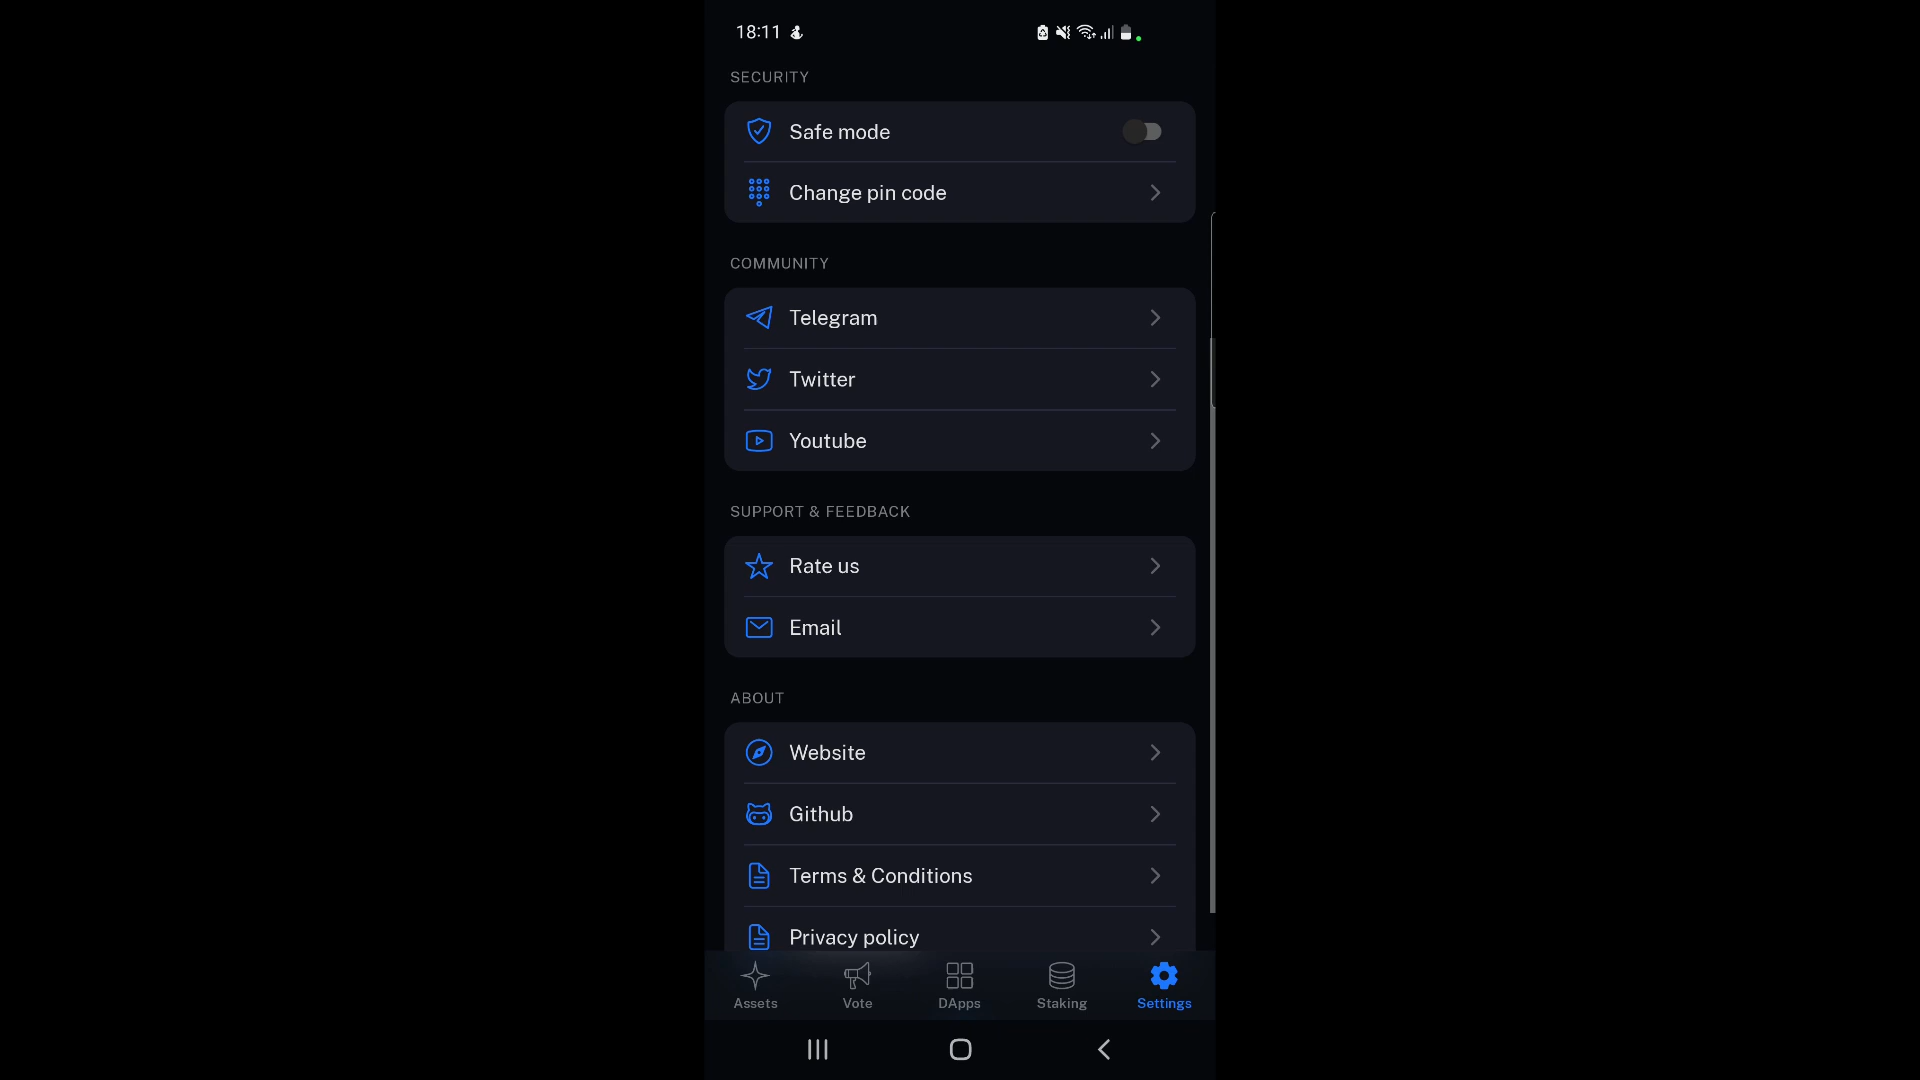 18:11
SECURITY
Safe mode
Change pin code
COMMUNITY
Telegram
Twitter
Youtube
SUPPORT & FEEDBACK
Rate us
Email
ABOUT
Website
Github
Terms & Conditions
Privacy policy
Assets
Vote
DApps
Staking
Settings